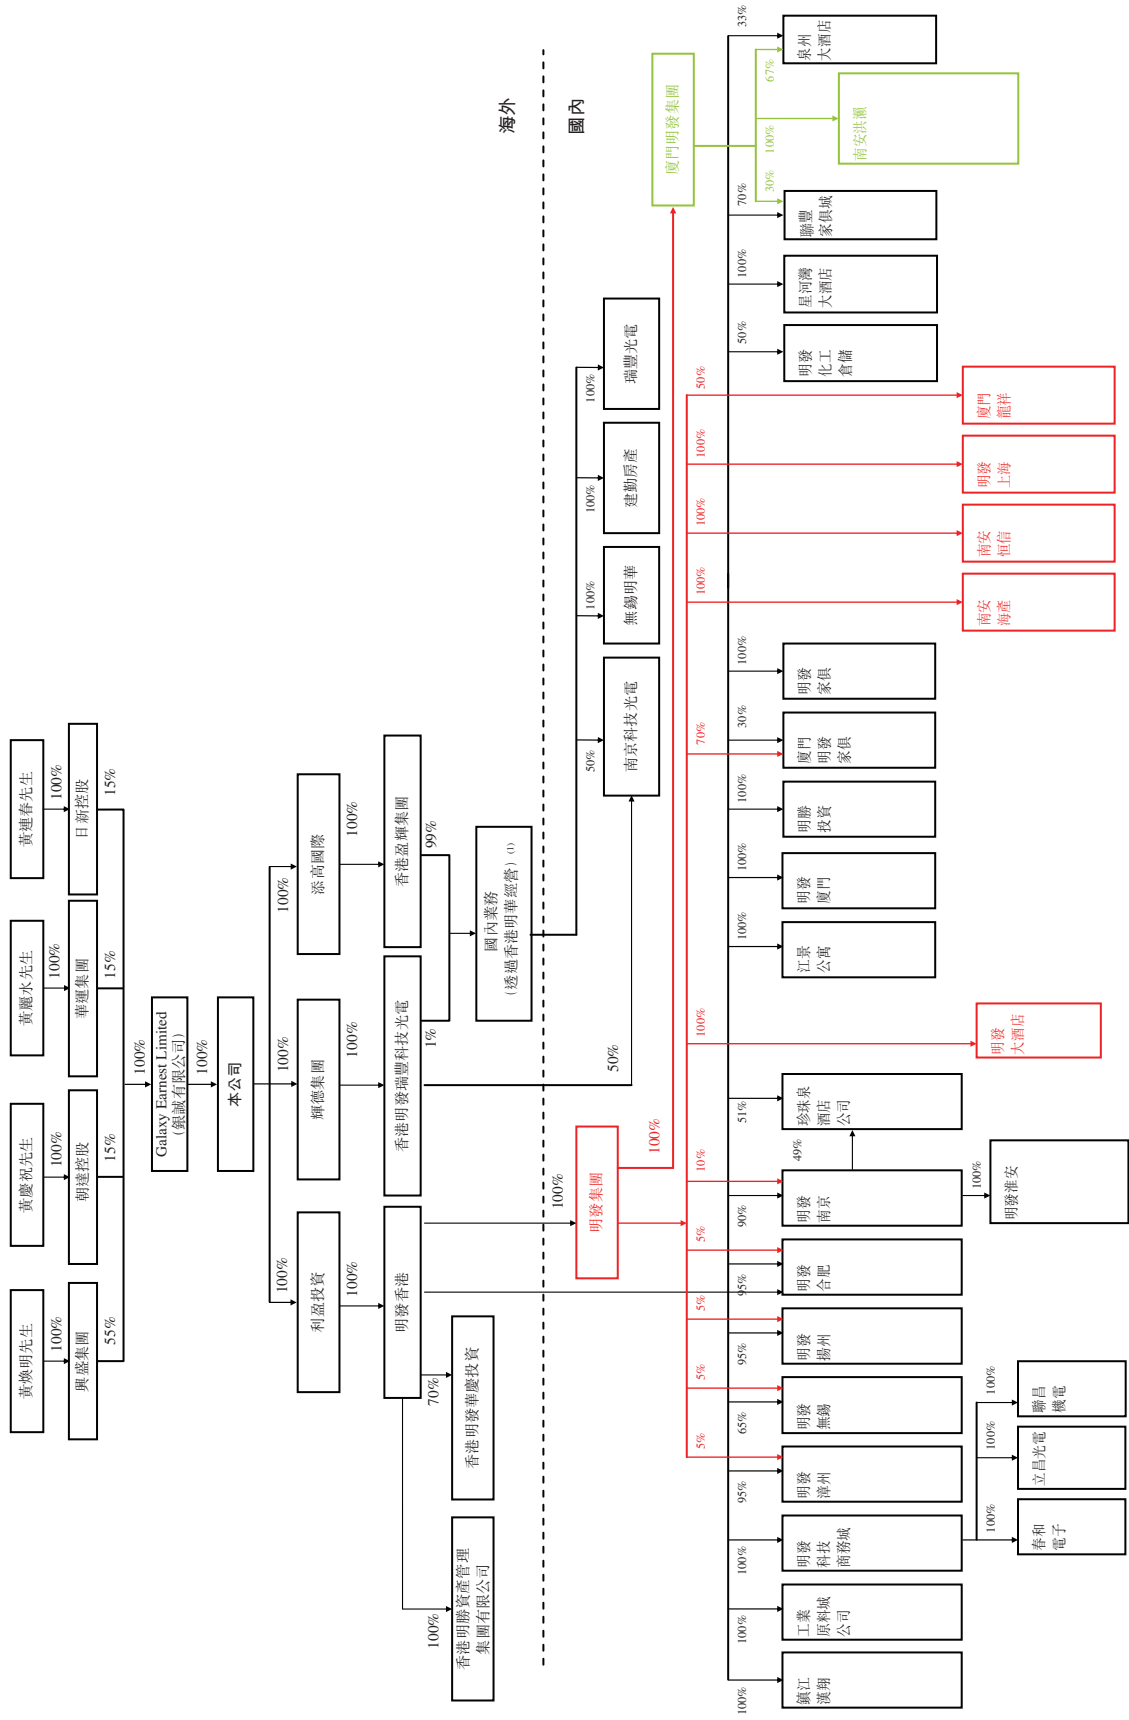 黃煥明先生
黃慶祝先生
黃麗水先生
黃連春先生
100%
100%
100%
100%
興盛集團
朝達控股
華運集團
日新控股
55%
15%
15%
15%
100%
Galaxy Earnest Limited
（銀誠有限公司）
100%
本公司
100%
100%
100%
利盈投資
輝德集團
添高國際
100%
100%
100%
明發香港
香港明發瑞豐科技光電
香港盈輝集團
70%
1%
99%
100%
香港明勝資產管理
集團有限公司
香港明發華慶投資
國內業務
（透過香港明華經營）(1)
海外
國內
100%
50%
50%
100%
100%
100%
明發集團
南京科技光電
無錫明華
建勤房產
瑞豐光電
100%
廈門明發集團
5%
5%
5%
5%
10%
100%
70%
100%
100%
100%
50%
100%
100%
100%
95%
65%
95%
95%
90%
51%
100%
100%
100%
30%
100%
50%
100%
70%
33%
30%
100%
67%
鎮江
漢翔
工業
原料城
公司
明發
科技
商務城
明發
漳州
明發
無錫
明發
揚州
明發
合肥
明發
南京
49%
珍珠泉
酒店
公司
江景
公寓
明發
廈門
明勝
投資
廈門
明發
家俱
明發
家俱
明發
化工
倉儲
星河灣
大酒店
聯豐
家俱城
南安洪瀨
泉州
大酒店
明發
大酒店
南安
海產
南安
恒信
明發
上海
廈門
龍祥
100%
100%
100%
100%
春和
電子
立昌光電
聯昌
機電
明發淮安